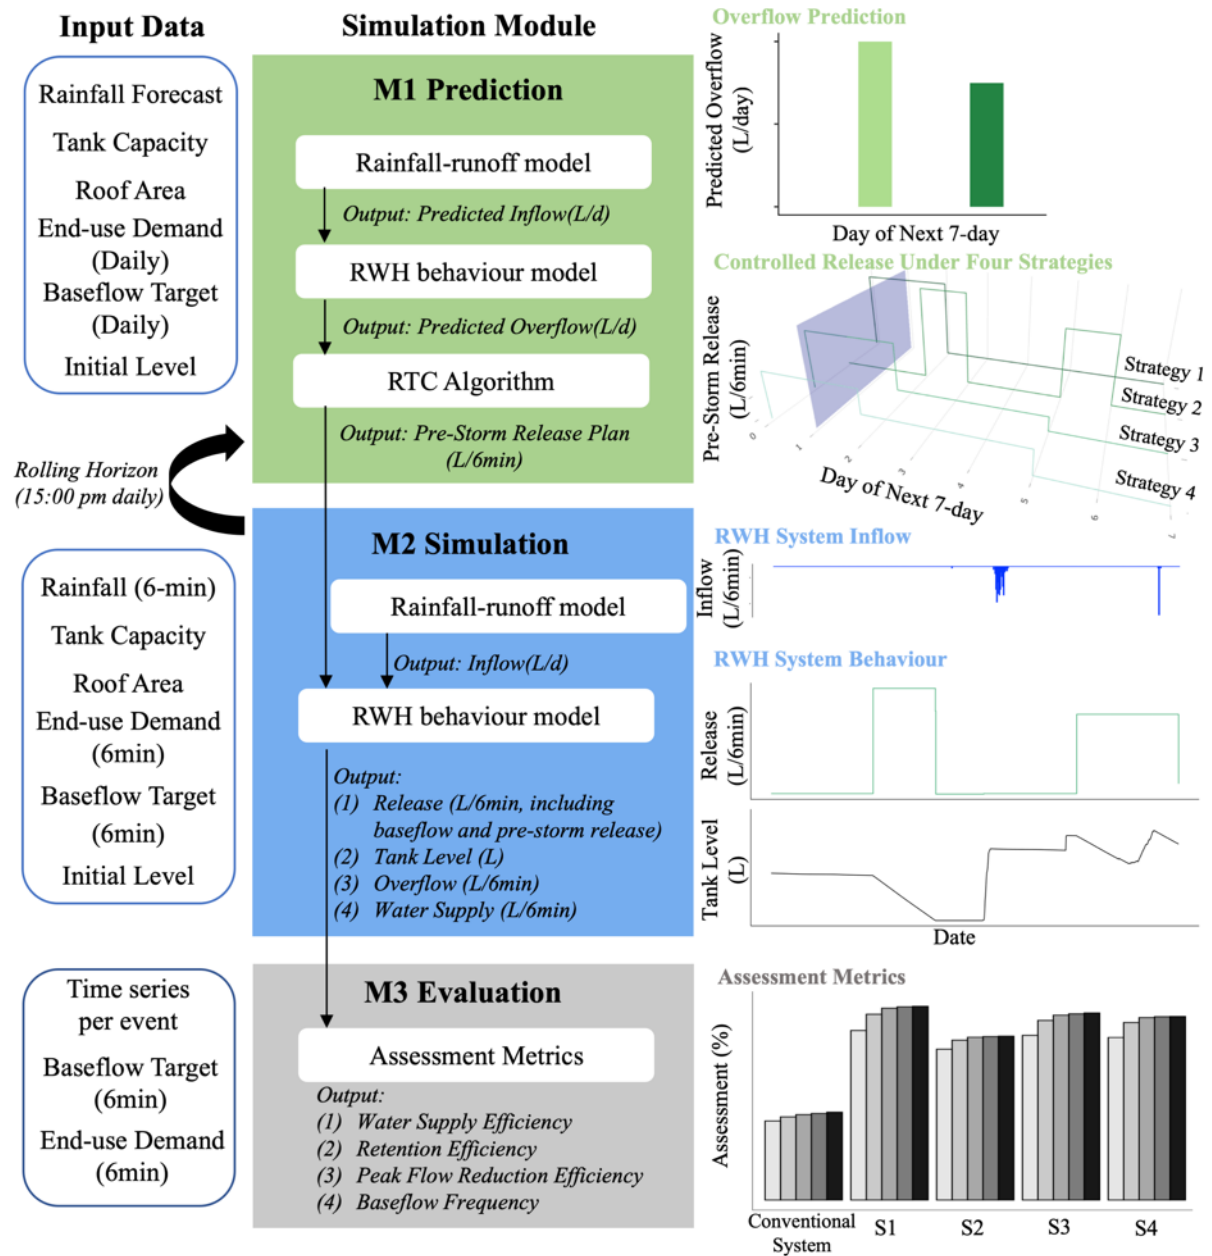 Input Data
Rainfall Forecast
Tank Capacity
Roof Area
End-use Demand
(Daily)
Baseflow Target
(Daily)
Initial Level
Rolling Horizon
(15:00 pm daily)
Rainfall (6-min)
Tank Capacity
Roof Area
End-use Demand
(6min)
Baseflow Target
(6min)
Initial Level
Time series
per event
Baseflow Target
(6min)
End-use Demand
(6min)
Simulation Module
M1 Prediction
Rainfall-runoff model
Output: Predicted Inflow(L/d)
RWH behaviour model
Output: Predicted Overflow(L/d)
RTC Algorithm
Output: Pre-Storm Release Plan
(L/6min)
M2 Simulation
Rainfall-runoff model
Output: Inflow(L/d)
RWH behaviour model
Output:
(1) Release (L/6min, including
baseflow and pre-storm release)
(2) Tank Level (L)
(3) Overflow (L/6min)
(4) Water Supply (L/6min)
M3 Evaluation
Assessment Metrics
Output:
(1) Water Supply Efficiency
(2) Retention Efficiency
(3) Peak Flow Reduction Efficiency
(4) Baseflow Frequency
Overflow Prediction
Predicted Overflow
(L/day)
Day of Next 7-day
Controlled Release Under Four Strategies
Pre-Storm Release
(L/6min)
Strategy 1
Strategy 2
Strategy 3
Strategy 4
0
1
2
3
4
5
6
7
Day of Next 7-day
RWH System Inflow
Inflow
(L/6min)
RWH System Behaviour
Release
(L/6min)
Tank Level
(L)
Date
Assessment Metrics
Assessment (%)
Conventional
System
S1
S2
S3
S4